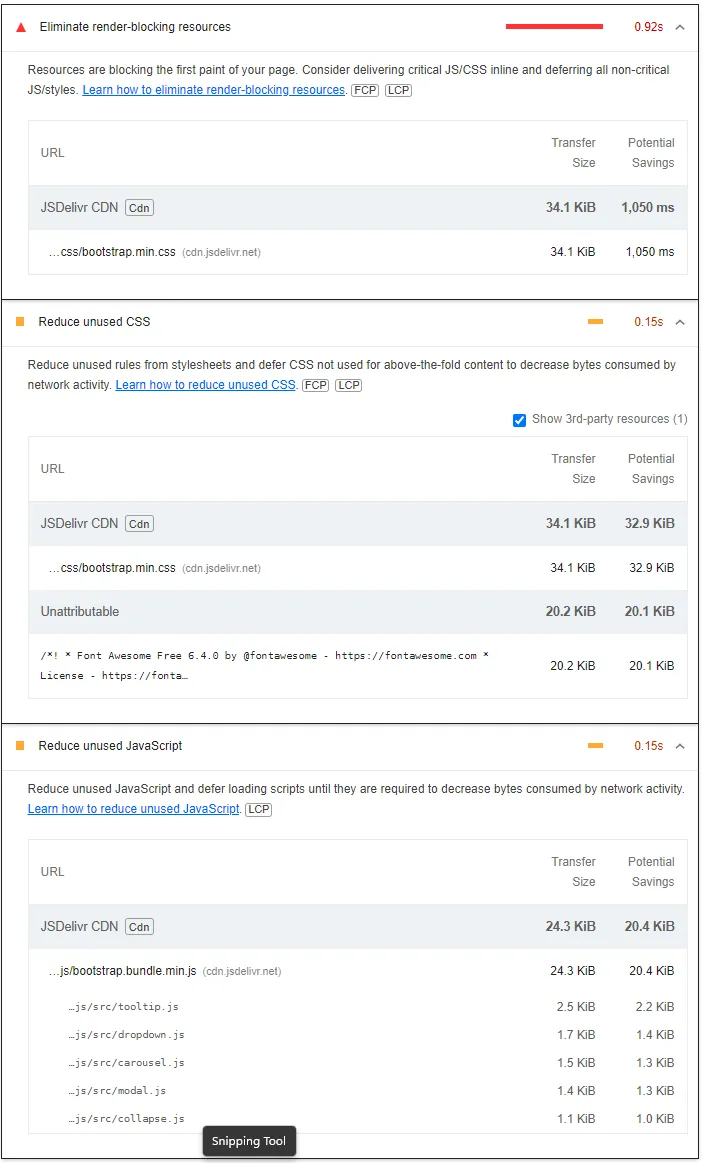 Eliminate render-blocking resources 0.92s
Resources are blocking the first paint of your page. Consider delivering critical JS/CSS inline and deferring all non-critical
JS/styles. Learn how to eliminate render-blocking resources. FCP LCP
Transfer Potential
URL
Size Savings
JSDelivr CDN Cdn 34.1 KiB 1,050 ms
…css/bootstrap.min.css (cdn.jsdelivr.net) 34.1 KiB 1,050 ms
Reduce unused CSS 0.15s
Reduce unused rules from stylesheets and defer CSS not used for above-the-fold content to decrease bytes consumed by
network activity. Learn how to reduce unused CSS. FCP LCP
Show 3rd-party resources (1)
Transfer Potential
URL
Size Savings
JSDelivr CDN Cdn 34.1 KiB 32.9 KiB
…css/bootstrap.min.css (cdn.jsdelivr.net) 34.1 KiB 32.9 KiB
Unattributable 20.2 KiB 20.1 KiB
/*! * Font Awesome Free 6.4.0 by @fontawesome - https://fontawesome.com *
License - https://fonta… 20.2 KiB 20.1 KiB
Reduce unused JavaScript 0.15s
Reduce unused JavaScript and defer loading scripts until they are required to decrease bytes consumed by network activity.
Learn how to reduce unused JavaScript. LCP
Transfer Potential
URL
Size Savings
JSDelivr CDN Cdn 24.3 KiB 20.4 KiB
…js/bootstrap.bundle.min.js (cdn.jsdelivr.net) 24.3 KiB 20.4 KiB
…js/src/tooltip.js 2.5 KiB 2.2 KiB
…js/src/dropdown.js 1.7 KiB 1.4 KiB
…js/src/carousel.js 1.5 KiB 1.3 KiB
…js/src/modal.js 1.4 KiB 1.3 KiB
…js/src/collapse.js 1.1 KiB 1.0 KiB
Snipping Tool